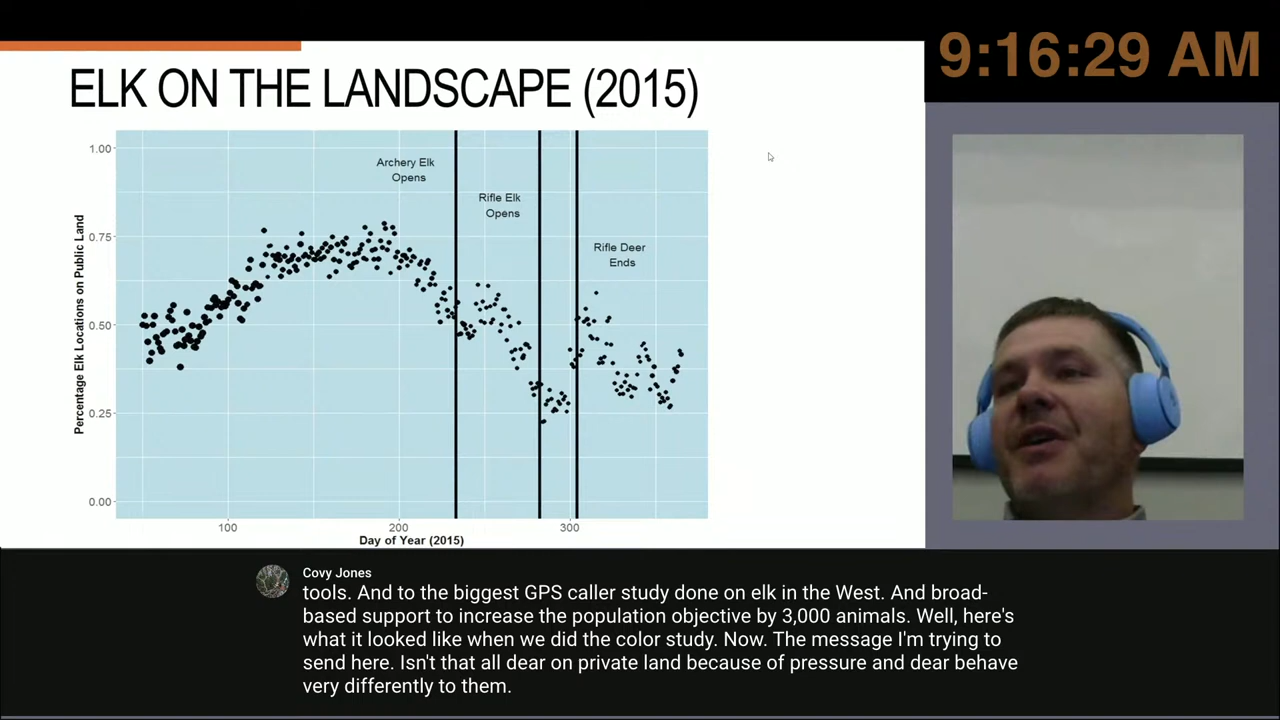 9:16:29 AM
ELK ON THE LANDSCAPE (2015)
Percentage Elk Locations on Public Land
1.00
0.75
0.50
0.25
0.00
Archery Elk
Opens
Rifle Elk
Opens
Rifle Deer
Ends
100
200
300
Day of Year (2015)
Covy Jones
tools. And to the biggest GPS caller study done on elk in the West. And broad-
based support to increase the population objective by 3,000 animals. Well, here's
what it looked like when we did the color study. Now. The message I'm trying to
send here. Isn't that all dear on private land because of pressure and dear behave
very differently to them.